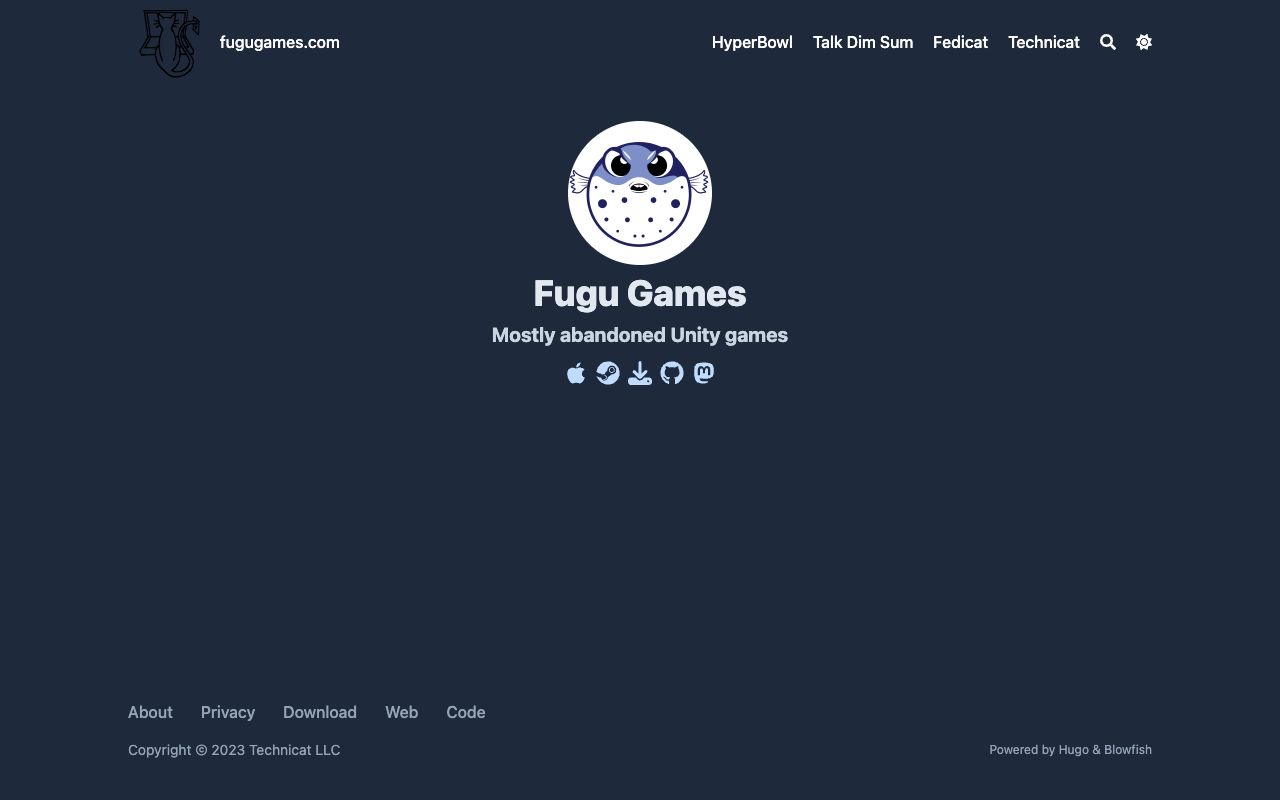 fugugames.com
HyperBowl Talk Dim Sum Fedicat Technicat
Fugu Games
Mostly abandoned Unity games
About Privacy Download Web Code
Copyright © 2023 Technicat LLC
Powered by Hugo & Blowfish